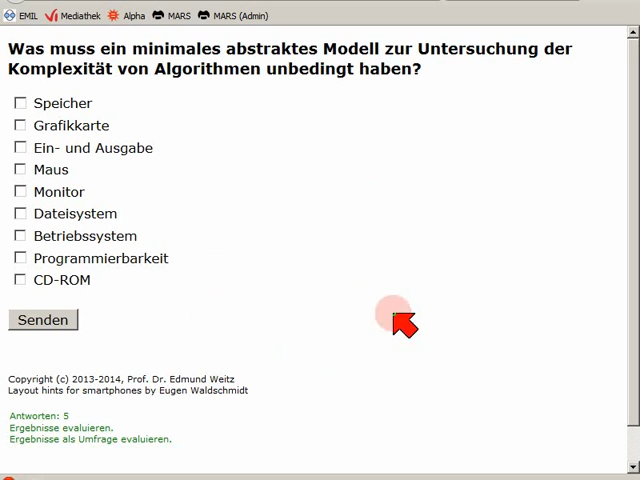 EMIL Mediathek Alpha MARS MARS (Admin)
Was muss ein minimales abstraktes Modell zur Untersuchung der
Komplexität von Algorithmen unbedingt haben?
Speicher
Grafikkarte
Ein- und Ausgabe
Maus
Monitor
Dateisystem
Betriebssystem
Programmierbarkeit
CD-ROM
Senden
Copyright (c) 2013-2014, Prof. Dr. Edmund Weitz
Layout hints for smartphones by Eugen Waldschmidt
Antworten: 5
Ergebnisse evaluieren.
Ergebnisse als Umfrage evaluieren.